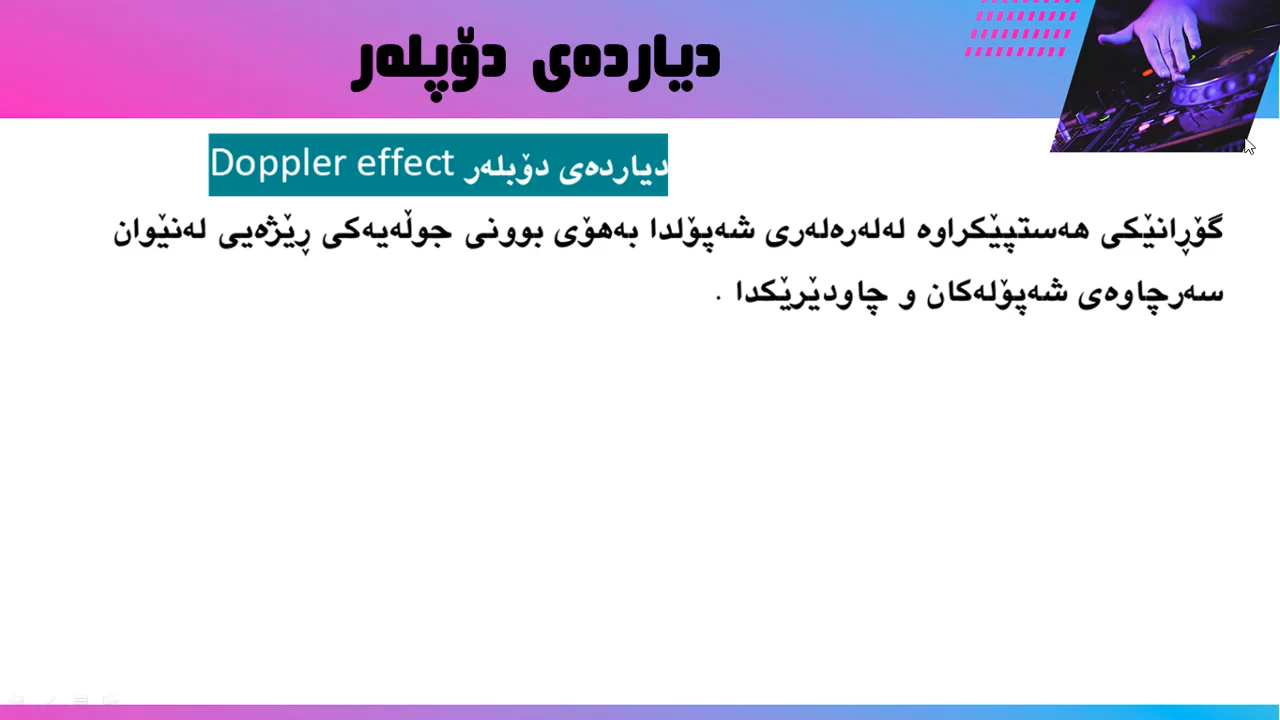 دیاردەی دۆپلەر
دیاردەی دۆبلەر Doppler effect
گۆڕانێکی هەستپێکراوە لەلەرەلەری شەپۆلدا بەهۆی بوونی جوڵەیەکی ڕێژەیی لەنێوان
سەرچاوەی شەپۆلەکان و چاودێرێکدا .